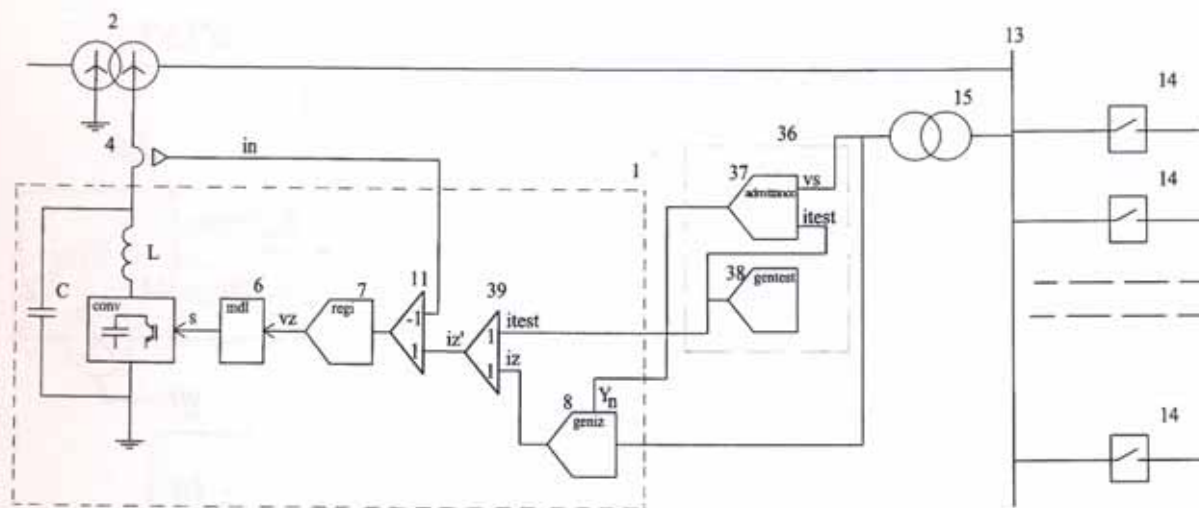 2
13
14
15
4
36
in
37
vs
1
admittance
14
itest
L
11
38
gentest
C
6
7
39
conv
mdl
regi
-1
itest
s
vz
iz'
1
1
iz
1
Yn
8
geniz
14